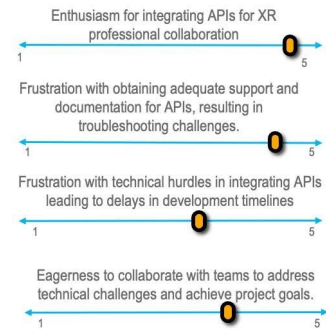 Enthusiasm for integrating APIs for XR
professional collaboration
1 5
Frustration with obtaining adequate support and
documentation for APIs, resulting in
troubleshooting challenges.
1 5
Frustration with technical hurdles in integrating APIs
leading to delays in development timelines
1 5
Eagerness to collaborate with teams to address
technical challenges and achieve project goals.
1 5